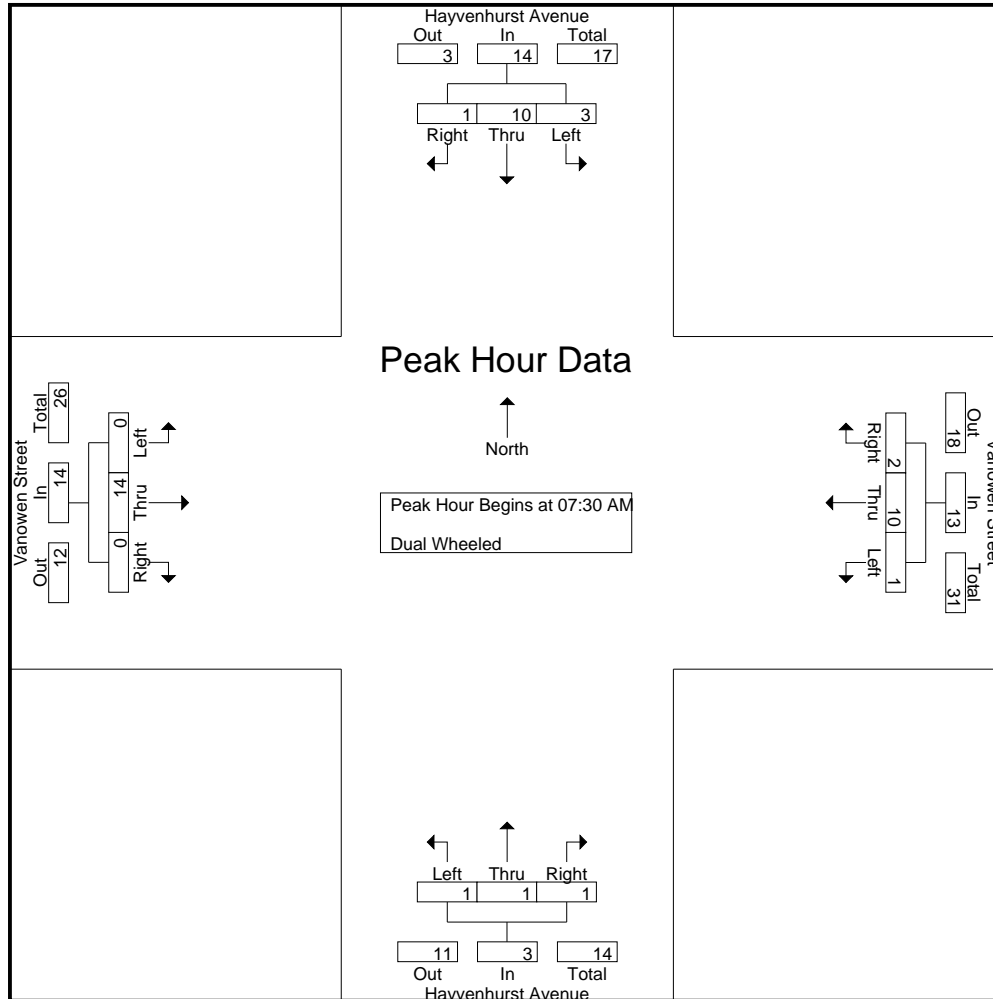 Hayvenhurst Avenue
Out In Total
3 14 17
1 10 3
Right Thru Left
Peak Hour Data
North
Peak Hour Begins at 07:30 AM
Dual Wheeled
Vanowen Street
Total In Out
26 14 12
0 14 0
Left Thru Right
Right Thru Left
2 10 1
Out In Total
18 13 31
Vanowen Street
Left Thru Right
1 1 1
11 3 14
Out In Total
Hayvenhurst Avenue